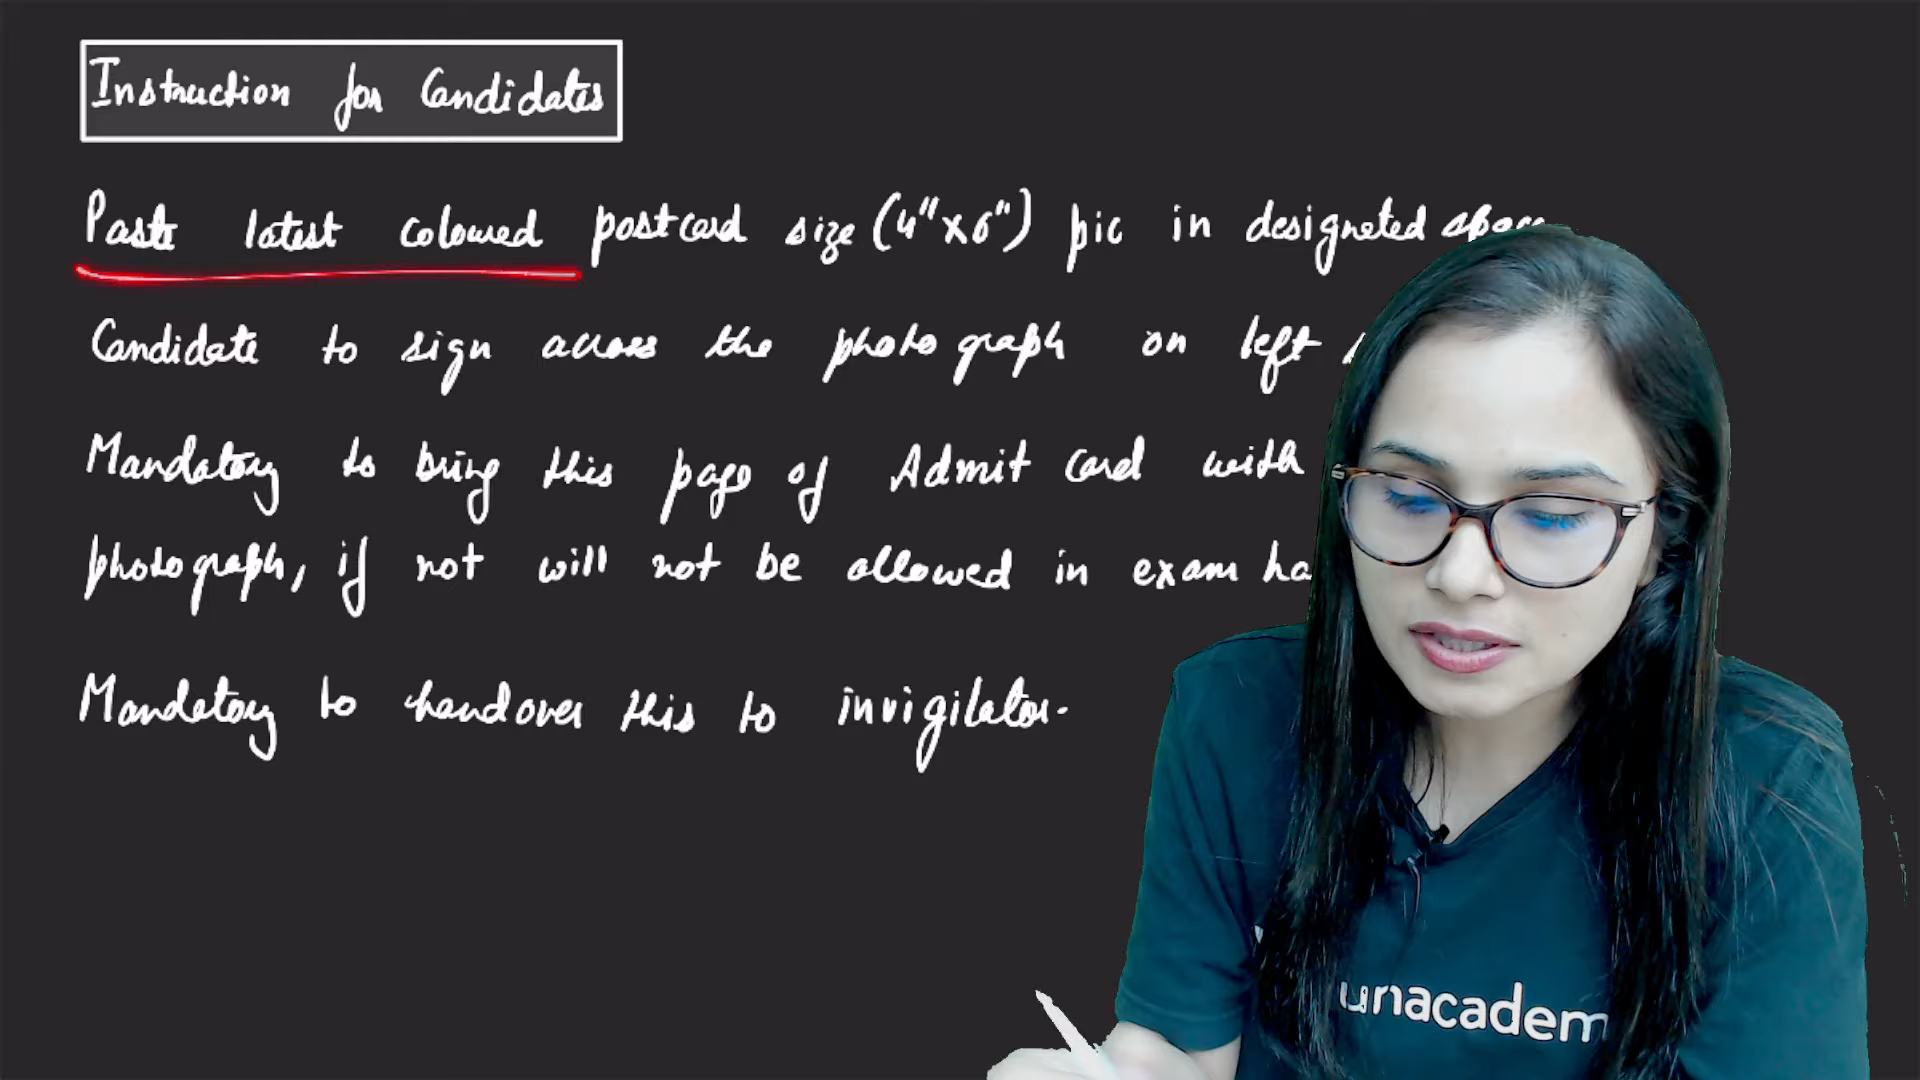 Instruction for Candidates
Paste latest coloured postcard size (4"x6") pic in designated space
Candidate to sign across the photograph on left
Mandatory to bring this page of Admit card with
photograph, if not will not be allowed in exam
Mandatory to handover this to invigilator.
unacadem